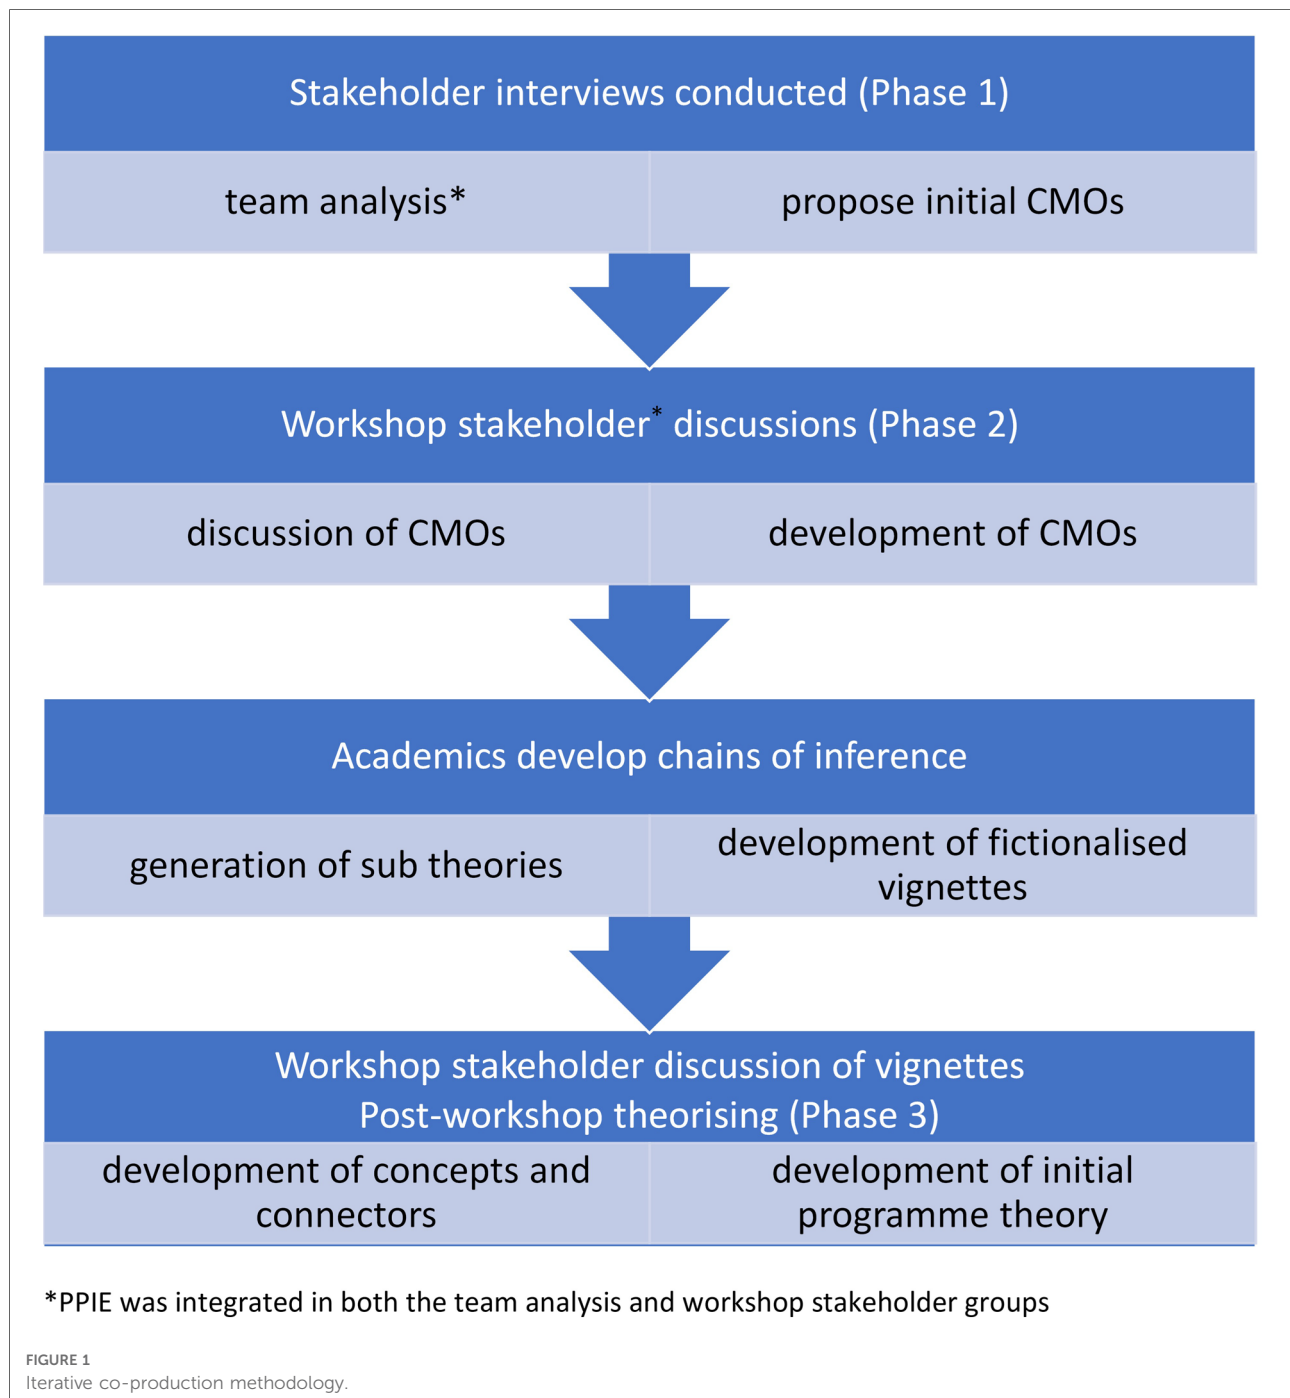 Stakeholder interviews conducted (Phase 1)
team analysis*
propose initial CMOs
Workshop stakeholder* discussions (Phase 2)
discussion of CMOs
development of CMOs
Academics develop chains of inference
generation of sub theories
development of fictionalised
vignettes
Workshop stakeholder discussion of vignettes
Post-workshop theorising (Phase 3)
development of concepts and
connectors
development of initial
programme theory
*PPIE was integrated in both the team analysis and workshop stakeholder groups
FIGURE 1
Iterative co-production methodology.